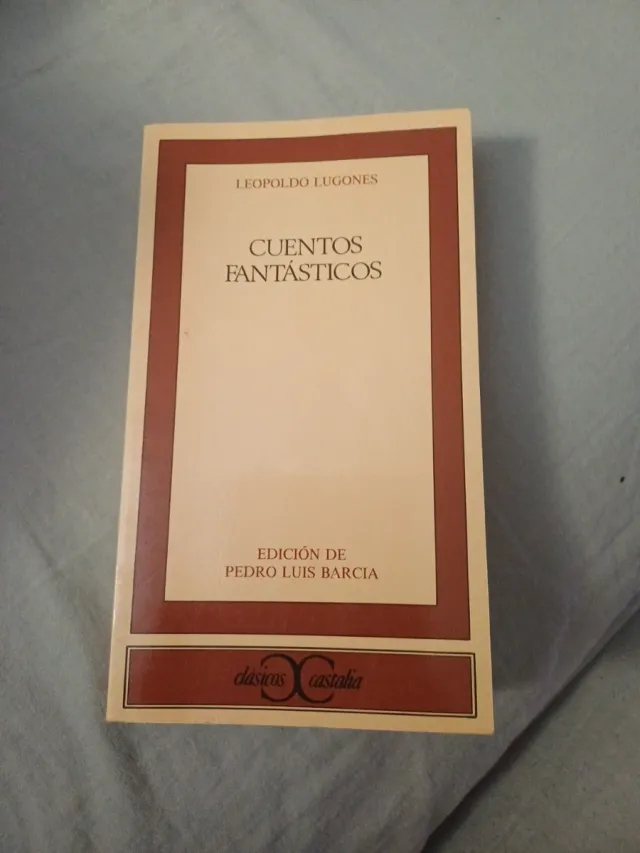 LEOPOLDO LUGONES
CUENTOS
FANTÁSTICOS
EDICIÓN DE
PEDRO LUIS BARCIA
clásicos castalia